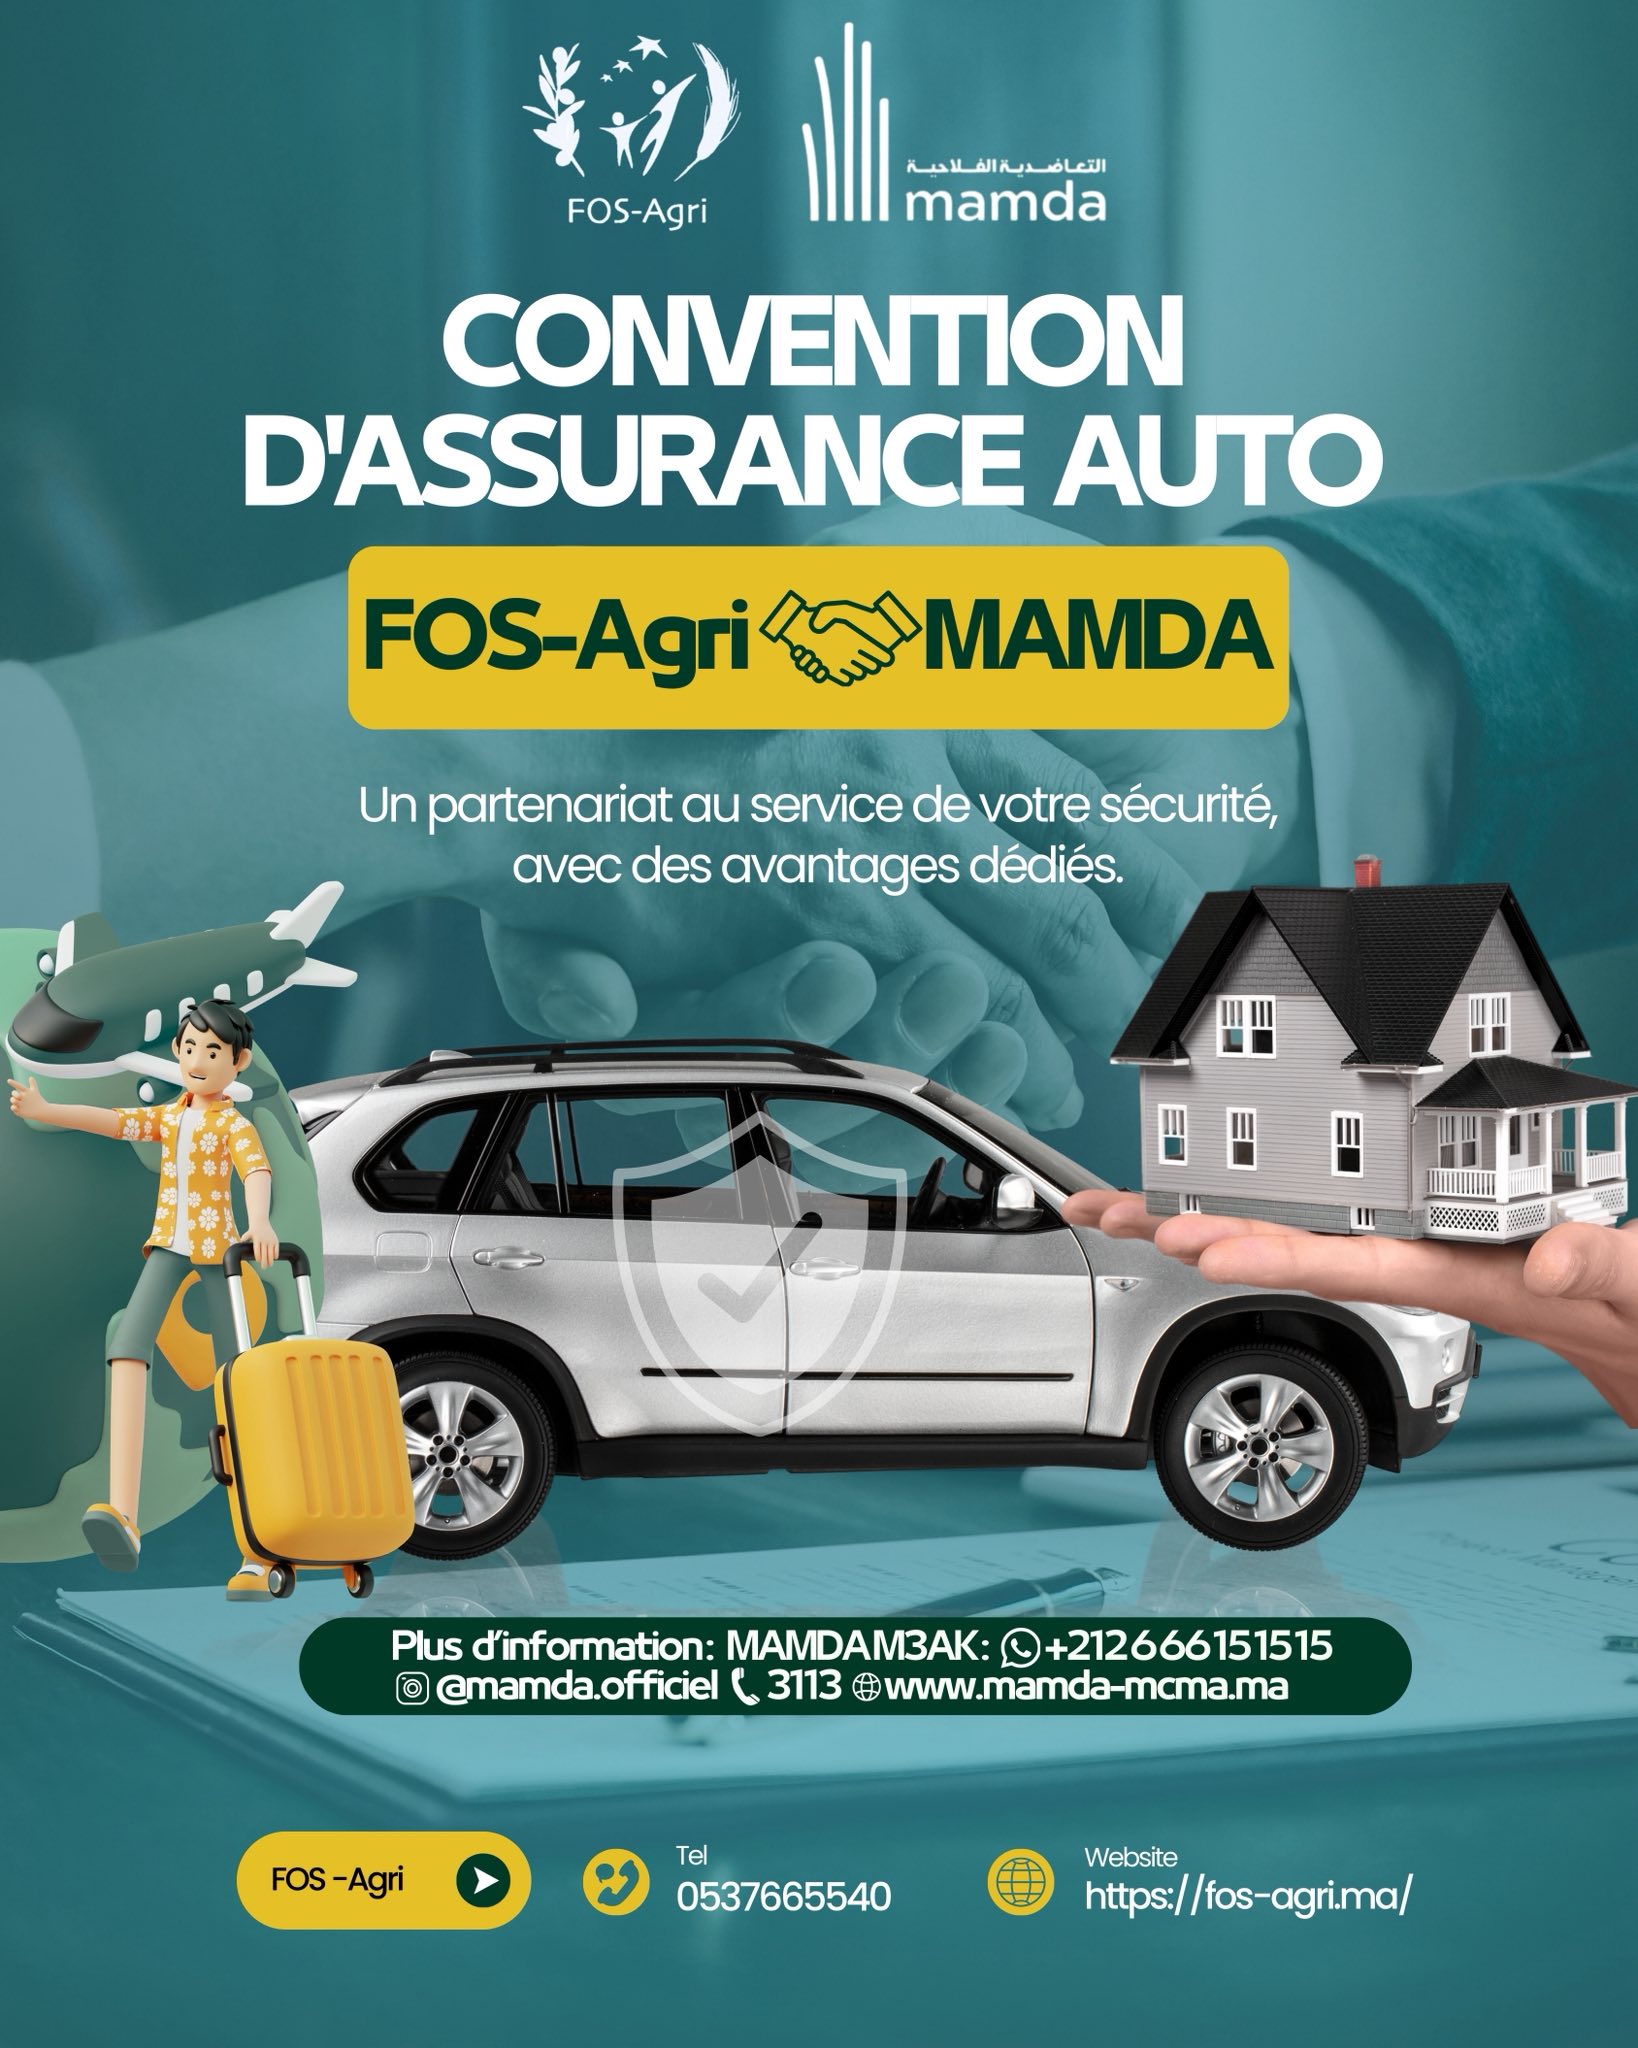 FOS-Agri
التعاضدية الفلاحية
mamda
CONVENTION
D'ASSURANCE AUTO
FOS-Agri MAMDA
Un partenariat au service de votre sécurité,
avec des avantages dédiés.
Plus d'information: MAMDAM3AK: +212666151515
@mamda.officiel 3113 www.mamda-mcma.ma
FOS -Agri
Tel
0537665540
Website
https://fos-agri.ma/